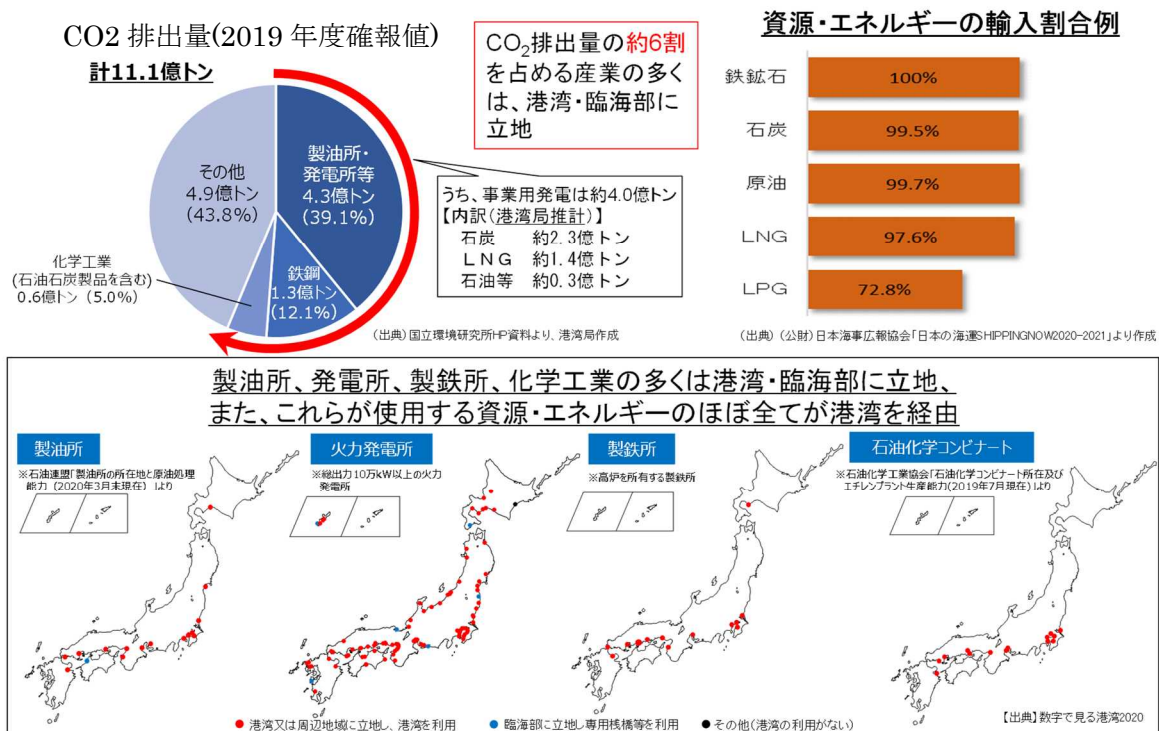 CO2 排出量(2019 年度確報値)
計11.1億トン
製油所・
発電所等
4.3億トン
(39.1%)
鉄鋼
1.3億トン
(12.1%)
化学工業
(石油石炭製品を含む)
0.6億トン (5.0%)
その他
4.9億トン
(43.8%)
CO₂排出量の約6割
を占める産業の多く
は、港湾・臨海部に
立地
うち、事業用発電は約4.0億トン
【内訳(港湾局推計)】
石炭 約2.3億トン
LNG 約1.4億トン
石油等 約0.3億トン
(出典)国立環境研究所HP資料より、港湾局作成
資源・エネルギーの輸入割合例
鉄鉱石 100%
石炭 99.5%
原油 99.7%
LNG 97.6%
LPG 72.8%
(出典) (公財)日本海事広報協会「日本の海運SHIPPINGNOW2020-2021」より作成
製油所、発電所、製鉄所、化学工業の多くは港湾・臨海部に立地、
また、これらが使用する資源・エネルギーのほぼ全てが港湾を経由
製油所
※石油連盟「製油所の所在地と原油処理
能力(2020年3月末現在)」より
火力発電所
※総出力10万kW以上の火力
発電所
製鉄所
※高炉を所有する製鉄所
石油化学コンビナート
※石油化学工業協会「石油化学コンビナート所在及び
エチレンプラント生産能力(2019年7月現在)」より
港湾又は周辺地域に立地し、港湾を利用
臨海部に立地し専用桟橋等を利用
その他(港湾の利用がない)
【出典】数字で見る港湾2020